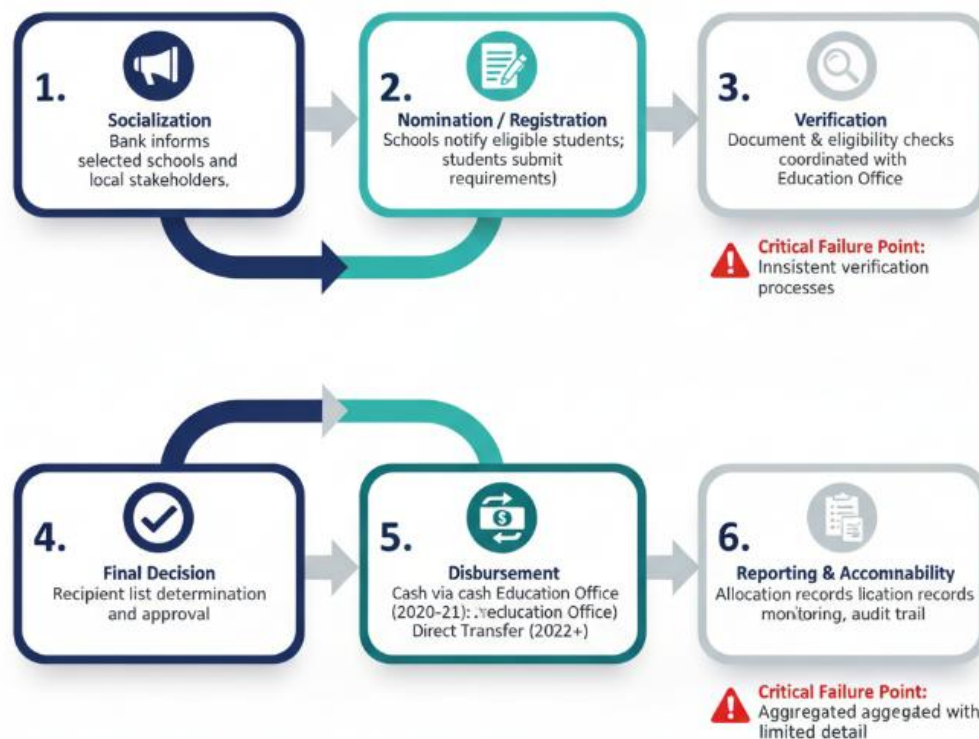 1.
Socialization
Bank informs
selected schools and
local stakeholders.
2.
Nomination / Registration
Schools notify eligible students;
students submit
requirements)
3.
Verification
Document & eligibility checks
coordinated with
Education Office
Critical Failure Point:
Innsistent verification
processes
4.
Final Decision
Recipient list determination
and approval
5.
Disbursement
Cash via cash Education Office
(2020-21): education Office)
Direct Transfer (2022+)
6.
Reporting & Accomnability
Allocation records lication records
monitoring, audit trail
Critical Failure Point:
Aggregated aggegated with
limited detail